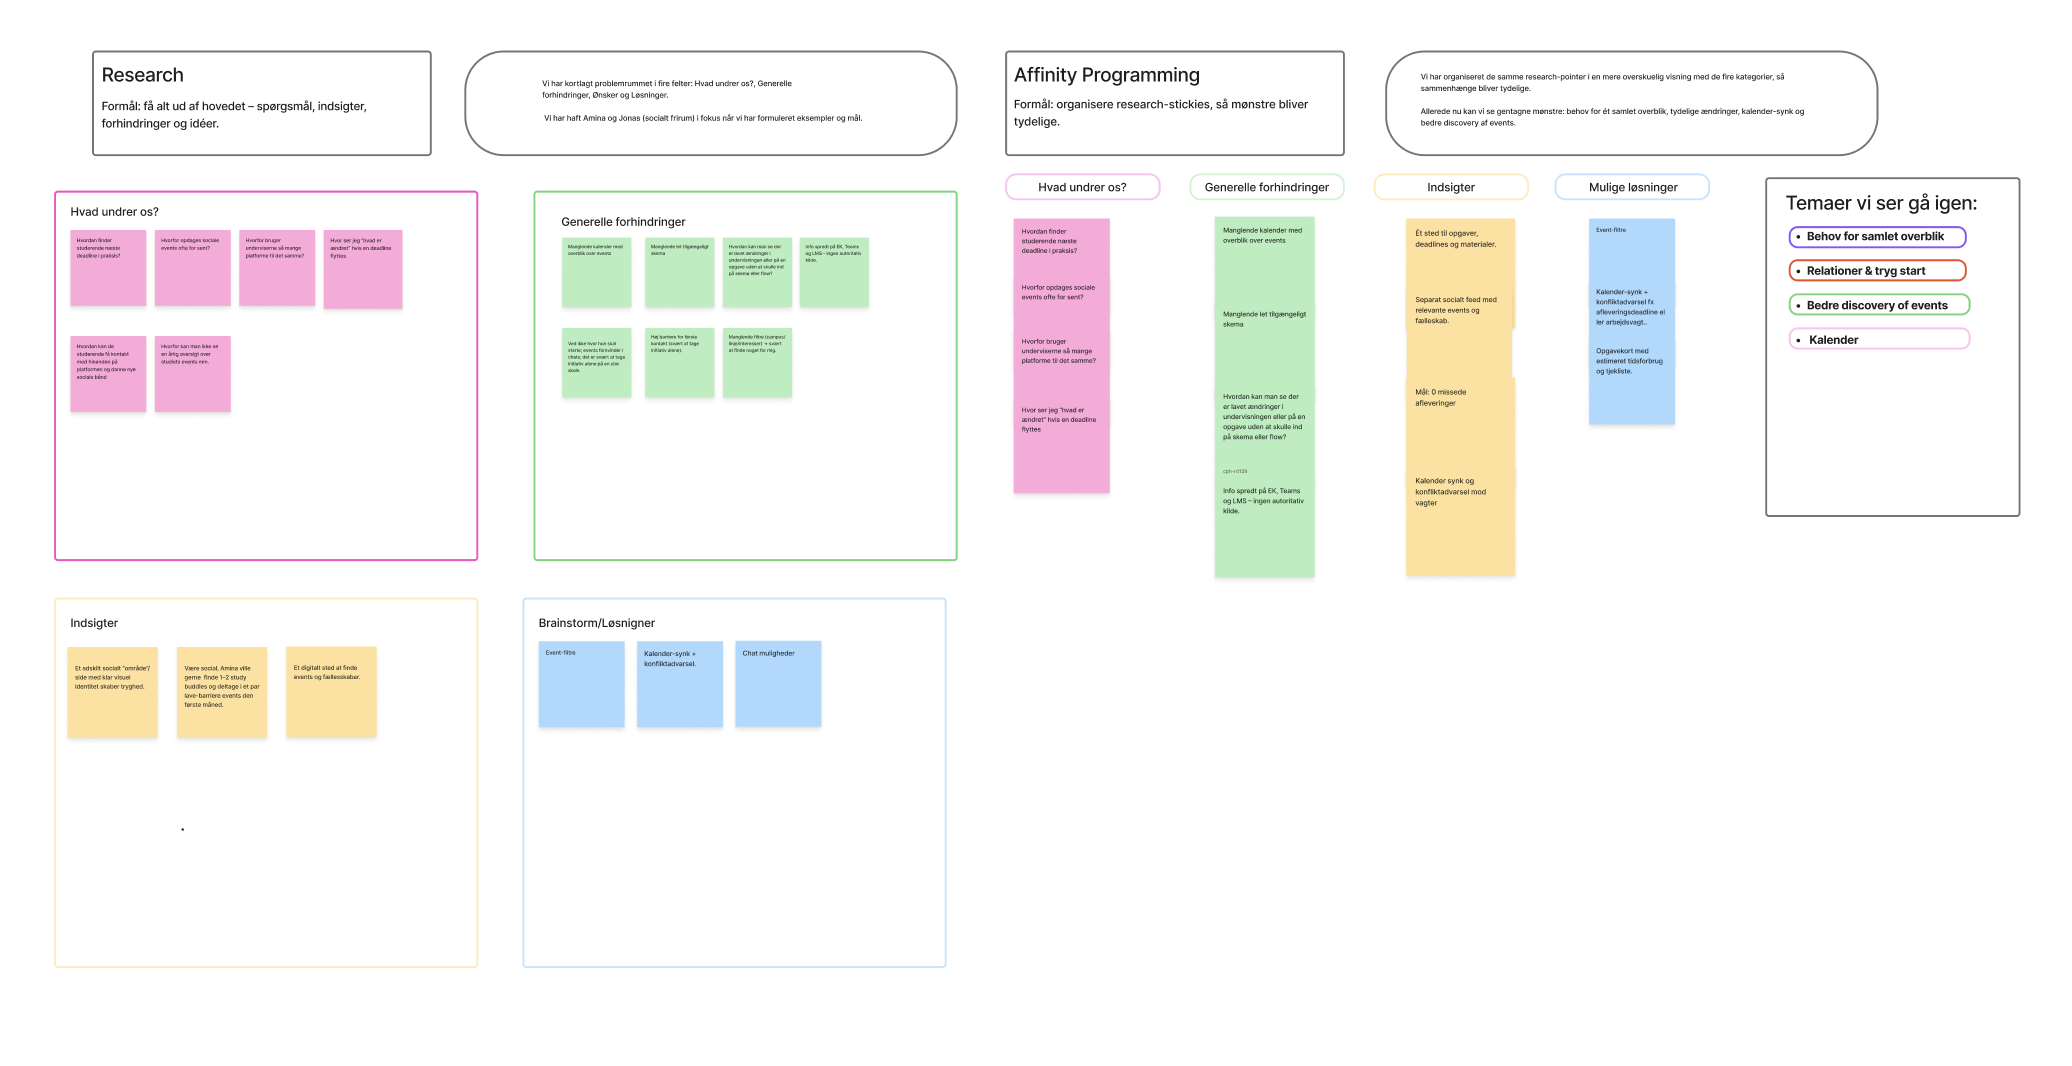 Research
Formål: få alt ud af hovedet – spørgsmål, indsigter,
forhindringer og idéer.
Vi har kortlagt problemrummet i fire felter: Hvad undrer os?, Generelle
forhindringer, Ønsker og Løsninger.
Vi har haft Amina og Jonas (socialt frirum) i fokus når vi har formuleret eksempler og mål.
Hvad undrer os?
Hvordan finder
studerende næste
deadline i praksis?
Hvorfor opdages sociale
events ofte for sent?
Hvorfor bruger
underviserne så mange
platforme til det samme?
Hvor ser jeg "hvad er
ændret" hvis en deadline
flyttes
Hvordan kan de
studerende få kontakt
med hinanden på
platformen og danne nye
sociale bånd
Hvorfor kan man ikke se
en årlig oversigt over
studiets events nem.
Generelle forhindringer
Manglende kalender med
overblik over events
Manglende let tilgængeligt
skema
Hvordan kan man se der
er lavet ændringer i
undervisningen eller på en
opgave uden at skulle ind
på skema eller flow?
Info spredt på EK, Teams
og LMS – ingen autoritativ
kilde.
Ved ikke hvor hun skal
starte; events forsvinder i
chats; det er svært at tage
initiativ alene på en stor
skole.
Høj barriere for første
kontakt (svært at tage
initiativ alene).
Manglende filtre (campus/
linje/interesser) → svært
at finde noget for mig.
Indsigter
Et adskilt socialt "område"/
side med klar visuel
identitet skaber tryghed.
Være social, Amina ville
gerne finde 1–2 study
buddies og deltage i et par
lave-barriere events den
første måned.
Et digitalt sted at finde
events og fællesskaber.
Brainstorm/Løsnigner
Event-filtre
Kalender-synk +
konfliktadvarsel.
Chat muligheder
Affinity Programming
Formål: organisere research-stickies, så mønstre bliver
tydelige.
Vi har organiseret de samme research-pointer i en mere overskuelig visning med de fire kategorier, så
sammenhænge bliver tydelige.
Allerede nu kan vi se gentagne mønstre: behov for ét samlet overblik, tydelige ændringer, kalender-synk og
bedre discovery af events.
Hvad undrer os?
Hvordan finder
studerende næste
deadline i praksis?
Hvorfor opdages sociale
events ofte for sent?
Hvorfor bruger
underviserne så mange
platforme til det samme?
Hvor ser jeg "hvad er
ændret" hvis en deadline
flyttes
Generelle forhindringer
Manglende kalender med
overblik over events
Manglende let tilgængeligt
skema
Hvordan kan man se der
er lavet ændringer i
undervisningen eller på en
opgave uden at skulle ind
på skema eller flow?
Info spredt på EK, Teams
og LMS – ingen autoritativ
kilde.
Indsigter
Ét sted til opgaver,
deadlines og materialer.
Separat socialt feed med
relevante events og
fælleskab.
Mål: 0 missede
afleveringer
Kalender synk og
konfliktadvarsel mod
vagter
Mulige løsninger
Event-filtre
Kalender-synk +
konfliktadvarsel fx
afleveringsdeadline el
ler arbejdsvagt..
Opgavekort med
estimeret tidsforbrug
og tjekliste.
Temaer vi ser gå igen:
• Behov for samlet overblik
• Relationer & tryg start
• Bedre discovery of events
• Kalender